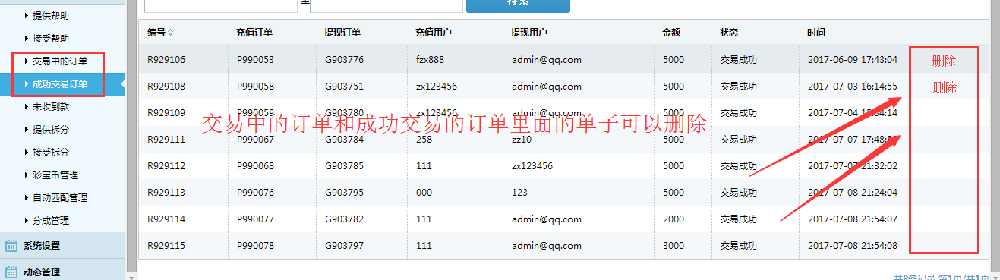 至
搜索
提供帮助
接受帮助
交易中的订单
成功交易订单
未收到款
提供拆分
接受拆分
彩宝币管理
自动匹配管理
分成管理
系统设置
动态管理
编号 充值订单 提现订单 充值用户 提现用户 金额 状态 时间
R929106 P990053 G903776 fzx888 admin@qq.com 5000 交易成功 2017-06-09 17:43:04 删除
R929108 P990058 G903751 zx123456 admin@qq.com 5000 交易成功 2017-07-03 16:14:55 删除
R929109 P990059 G903780 zx123456 admin@qq.com 5000 交易成功 2017-07-04 15:34:14
交易中的订单和成功交易的订单里面的单子可以删除
R929111 P990067 G903784 258 zz10 5000 交易成功 2017-07-07
R929112 P990068 G903785 111 zx123456 5000 交易成功 2017-07-07 21:32:02
R929113 P990076 G903795 000 123 5000 交易成功 2017-07-08 21:24:04
R929114 P990077 G903782 111 admin@qq.com 2000 交易成功 2017-07-08 21:54:07
R929115 P990078 G903797 111 admin@qq.com 3000 交易成功 2017-07-08 21:54:08
共8条记录 第1页/共1页